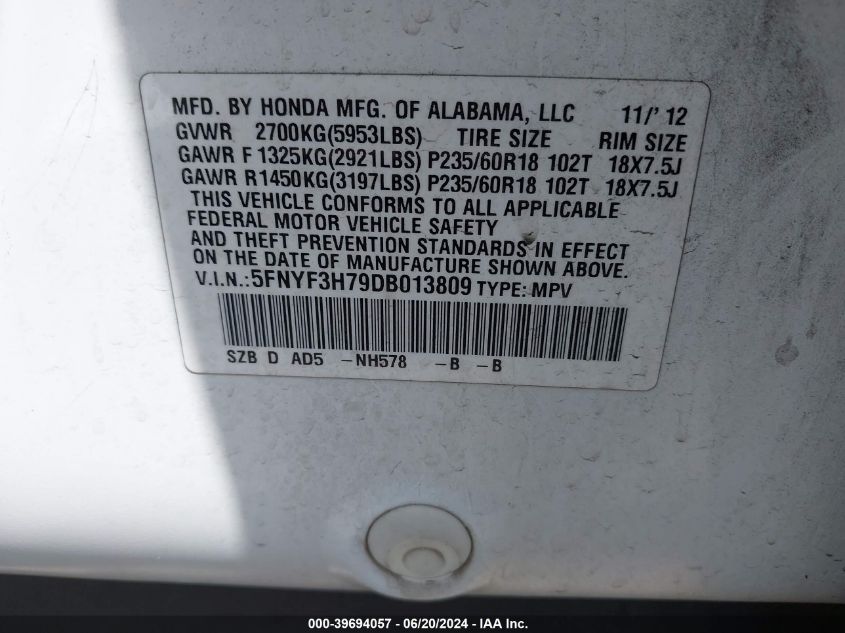 MFD. BY HONDA MFG. OF ALABAMA, LLC 11/' 12
GVWR 2700KG(5953LBS) TIRE SIZE RIM SIZE
GAWR F 1325KG(2921LBS) P235/60R18 102T 18X7.5J
GAWR R1450KG(3197LBS) P235/60R18 102T 18X7.5J
THIS VEHICLE CONFORMS TO ALL APPLICABLE
FEDERAL MOTOR VEHICLE SAFETY
AND THEFT PREVENTION STANDARDS IN EFFECT
ON THE DATE OF MANUFACTURE SHOWN ABOVE.
V.I.N.:5FNYF3H79DB013809 TYPE: MPV
SZB D AD5 -NH578 -B -B
000-39694057 - 06/20/2024 - IAA Inc.